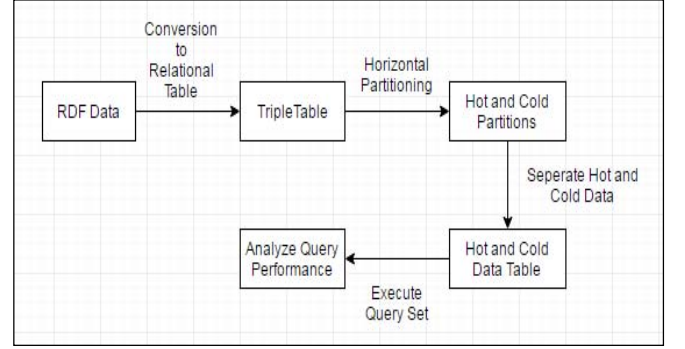 Conversion
to
Relational
Table
Horizontal
Partitioning
RDF Data
TripleTable
Hot and Cold
Partitions
Seperate Hot and
Cold Data
Analyze Query
Performance
Hot and Cold
Data Table
Execute
Query Set